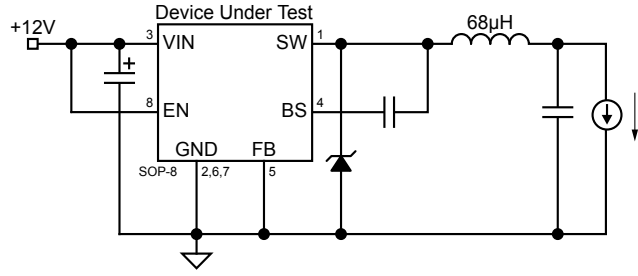 Device Under Test
+12V
68µH
3
VIN
SW
1
8
EN
BS
4
GND
FB
SOP-8
2,6,7
5
+